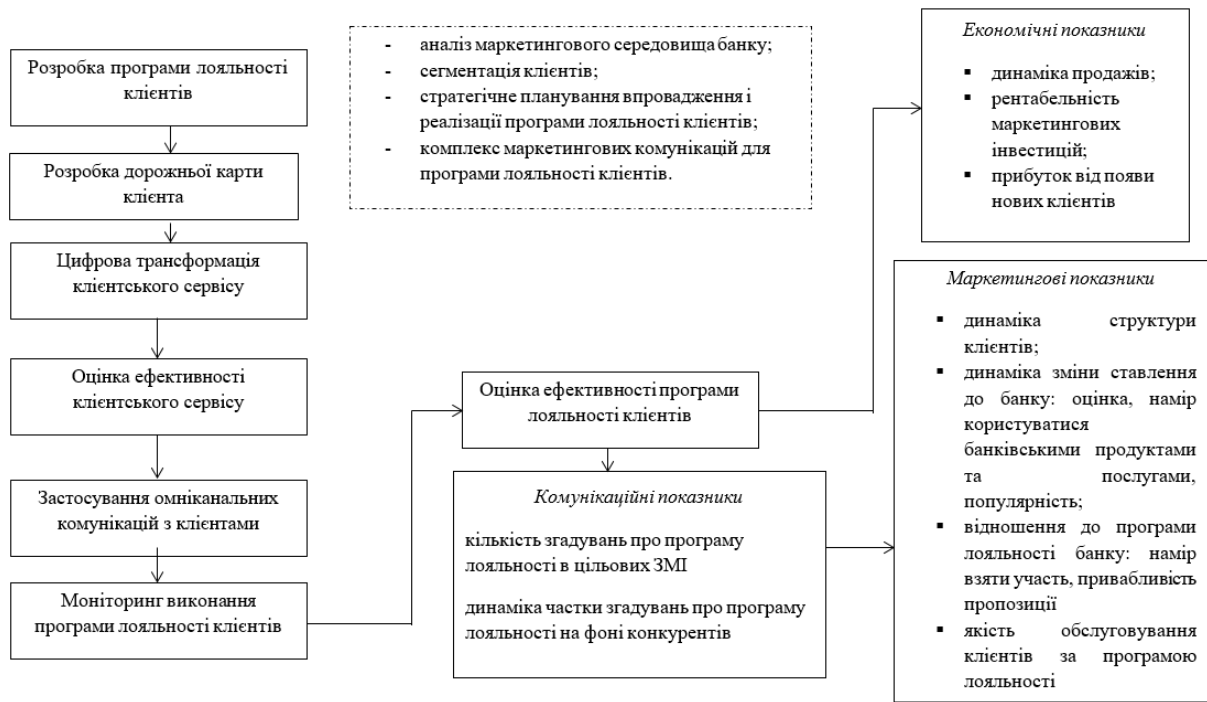 Розробка програми лояльності
клієнтів
Розробка дорожньої карти
клієнта
Цифрова трансформація
клієнтського сервісу
Оцінка ефективності
клієнтського сервісу
Застосування омніканальних
комунікацій з клієнтами
Моніторинг виконання
програми лояльності клієнтів
- аналіз маркетингового середовища банку;
- сегментація клієнтів;
- стратегічне планування впровадження і
реалізації програми лояльності клієнтів;
- комплекс маркетингових комунікацій для
програми лояльності клієнтів.
Оцінка ефективності програми
лояльності клієнтів
Комунікаційні показники
кількість згадувань про програму
лояльності в цільових ЗМІ
динаміка частки згадувань про програму
лояльності на фоні конкурентів
Економічні показники
▪ динаміка продажів;
▪ рентабельність
маркетингових
інвестицій;
▪ прибуток від появи
нових клієнтів
Маркетингові показники
▪ динаміка структури
клієнтів;
▪ динаміка зміни ставлення
до банку: оцінка, намір
користуватися
банківськими продуктами
та послугами,
популярність;
▪ відношення до програми
лояльності банку: намір
взяти участь, привабливість
пропозиції
▪ якість обслуговування
клієнтів за програмою
лояльності